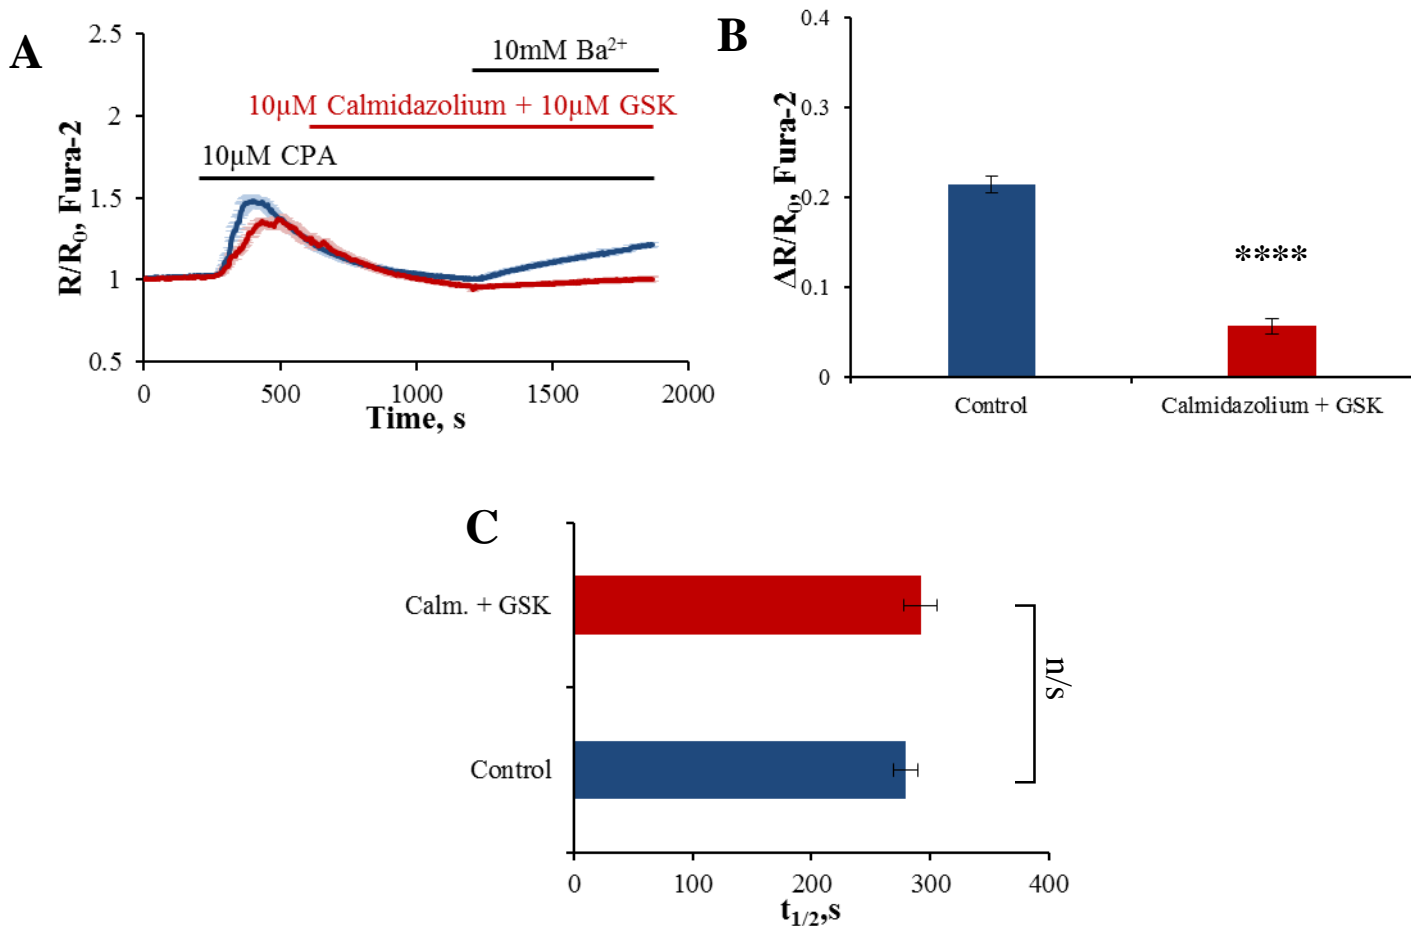 A
2.5
2
1.5
1
0.5
R/R₀, Fura-2
10mM Ba²⁺
10µM Calmidazolium + 10µM GSK
10µM CPA
0
500
1000
1500
2000
Time, s
B
0.4
0.3
0.2
0.1
0
ΔR/R₀, Fura-2
****
Control
Calmidazolium + GSK
C
Calm. + GSK
Control
n/s
0
100
200
300
400
t₁/₂,s